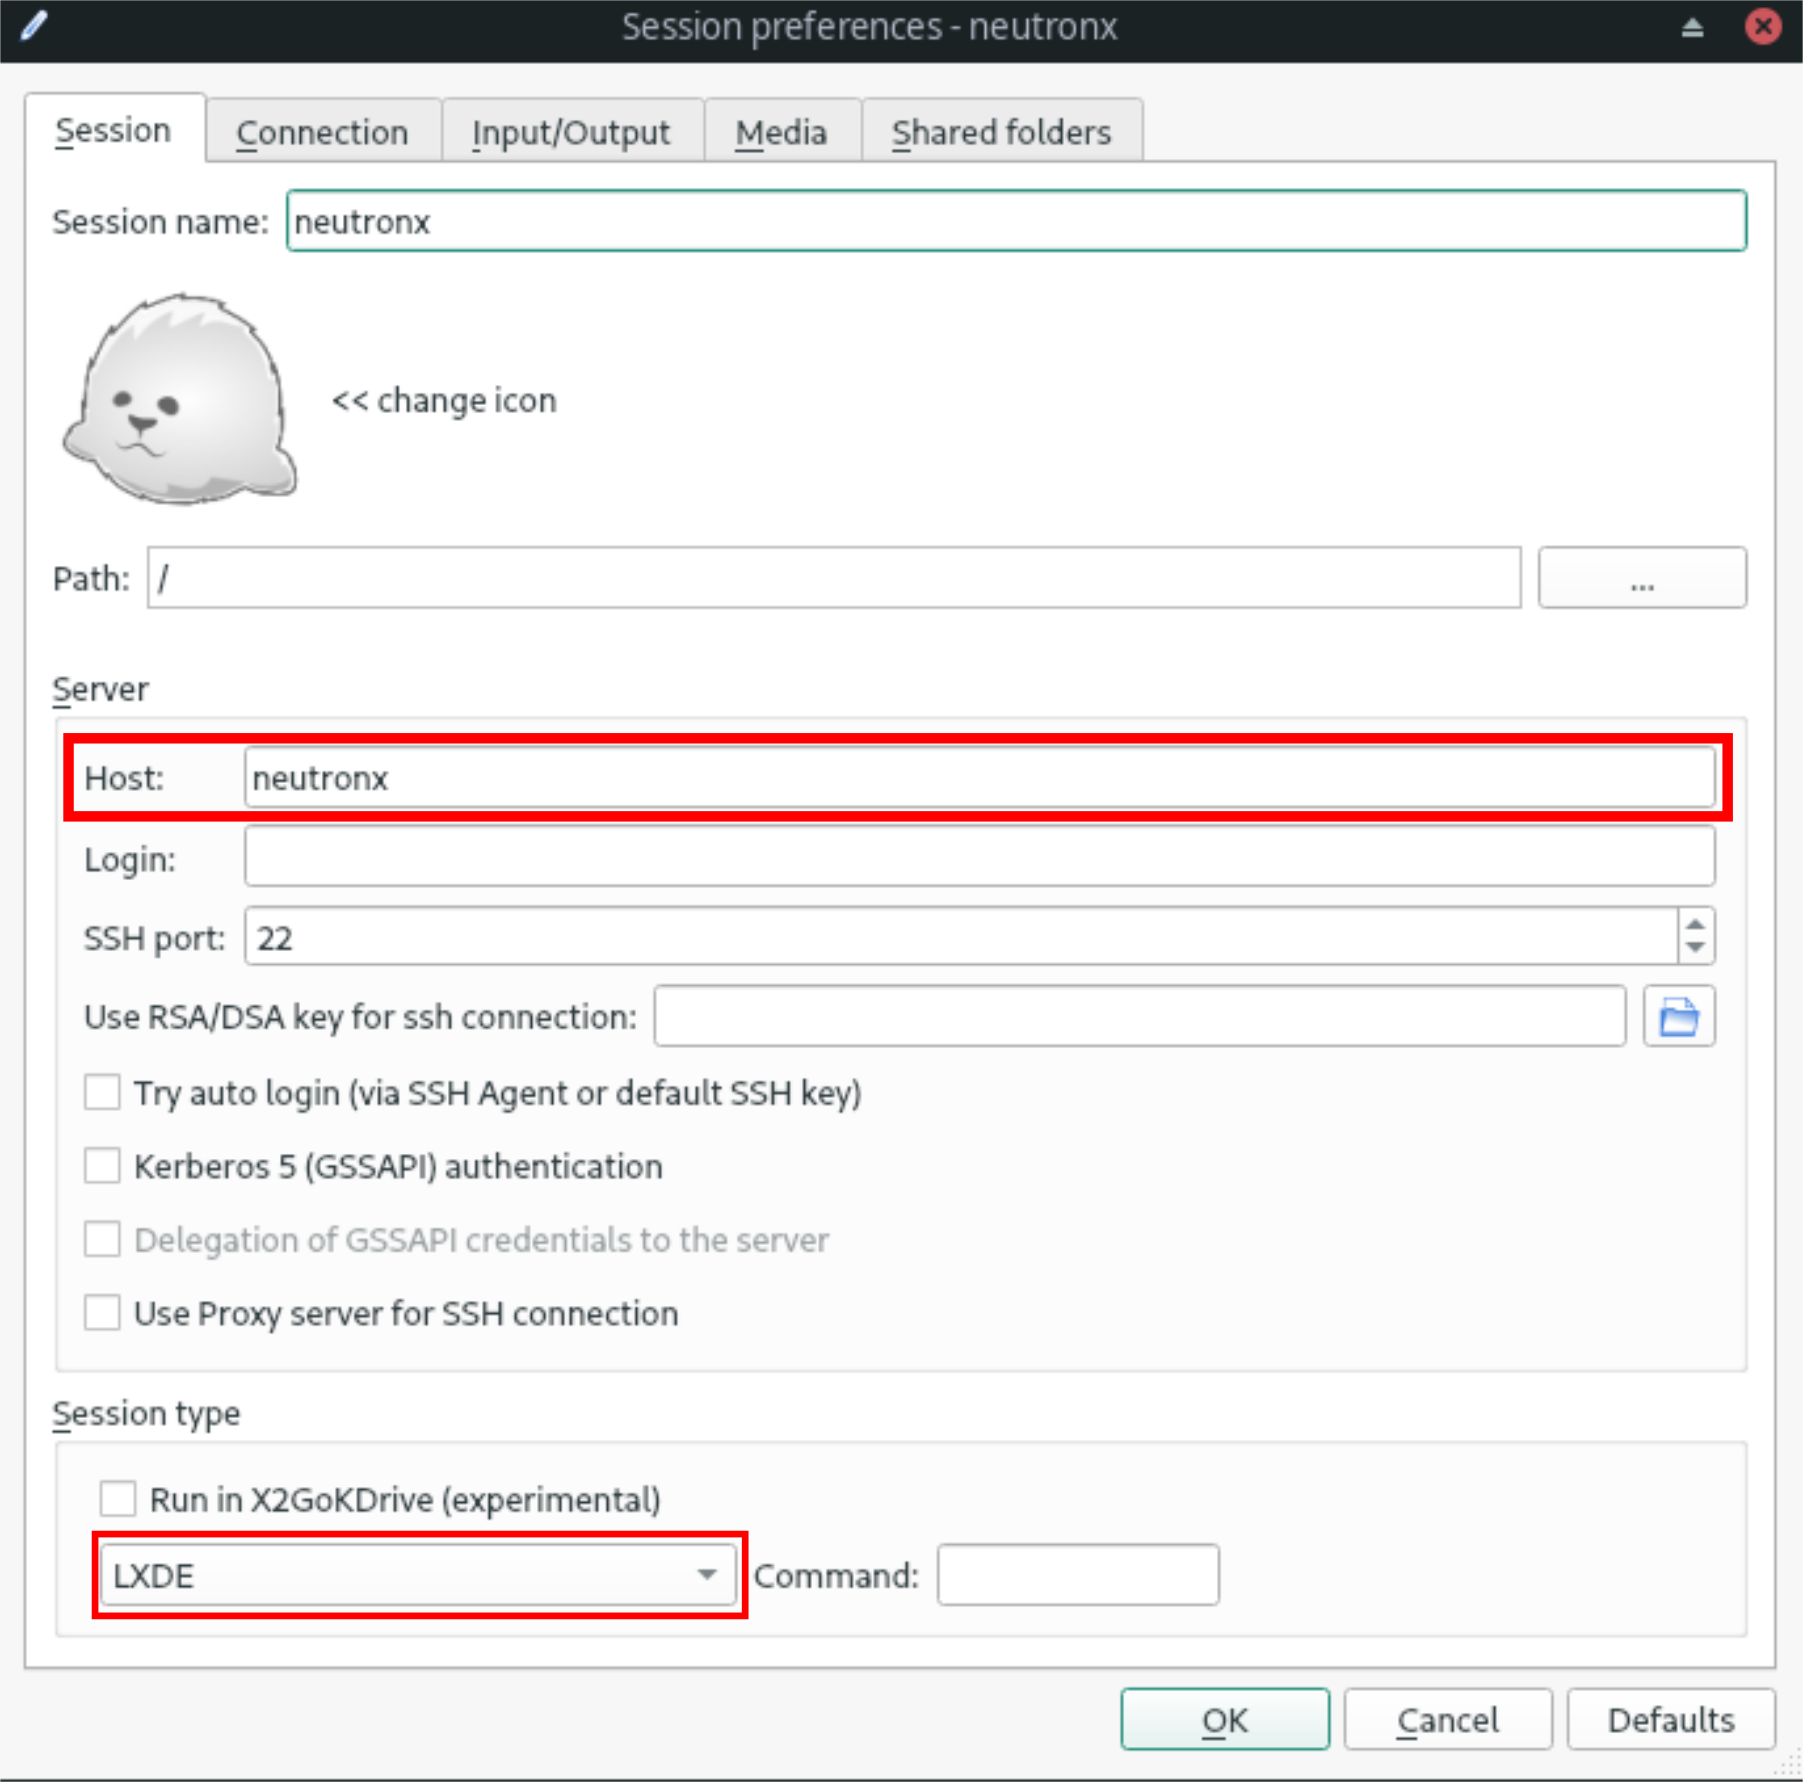 Session preferences - neutronx
Session
Connection
Input/Output
Media
Shared folders
Session name: neutronx
<< change icon
Path: / ...
Server
Host: neutronx
Login:
SSH port: 22
Use RSA/DSA key for ssh connection:
Try auto login (via SSH Agent or default SSH key)
Kerberos 5 (GSSAPI) authentication
Delegation of GSSAPI credentials to the server
Use Proxy server for SSH connection
Session type
Run in X2GoKDrive (experimental)
LXDE Command:
OK Cancel Defaults